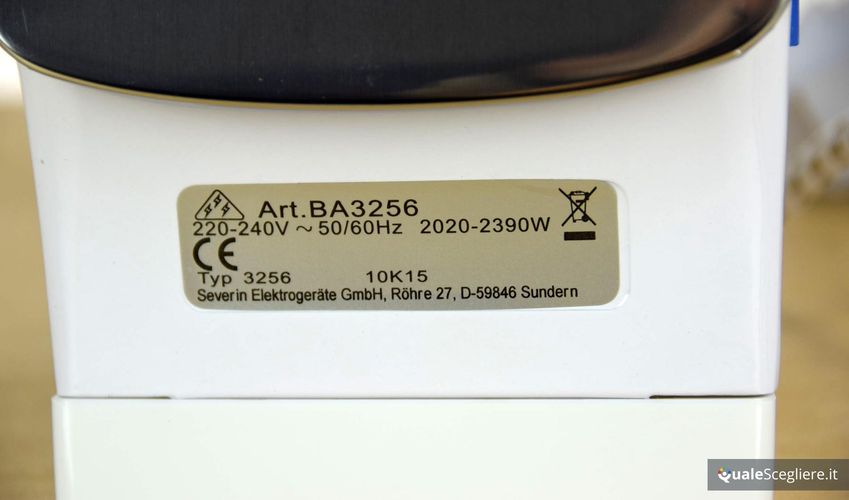 Art.BA3256
220-240V ~ 50/60Hz 2020-2390W
CE
Typ 3256 10K15
Severin Elektrogeräte GmbH, Röhre 27, D-59846 Sundern
QualeScegliere.it